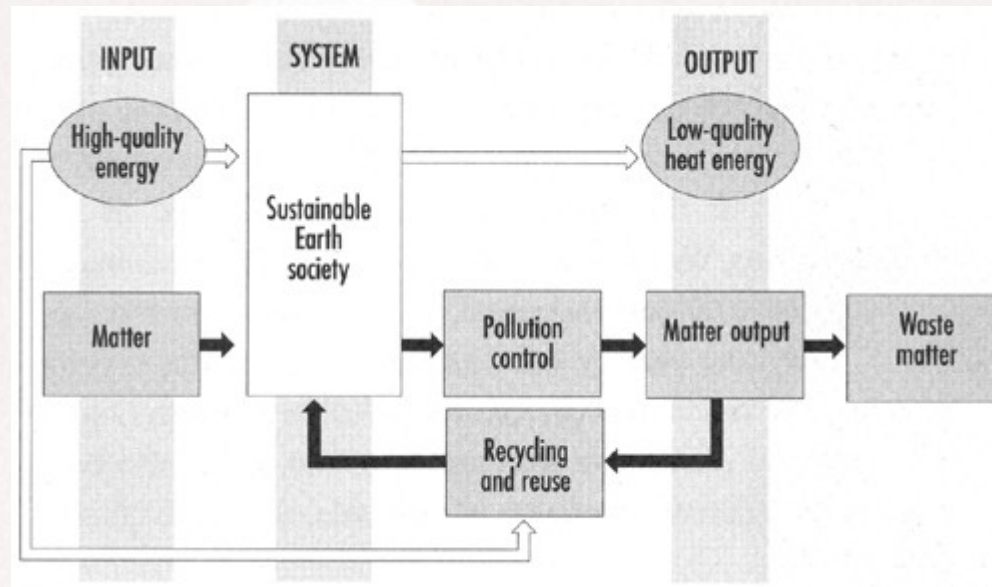 INPUT
SYSTEM
OUTPUT
High-quality
energy
Low-quality
heat energy
Sustainable
Earth
society
Matter
Pollution
control
Matter output
Waste
matter
Recycling
and reuse